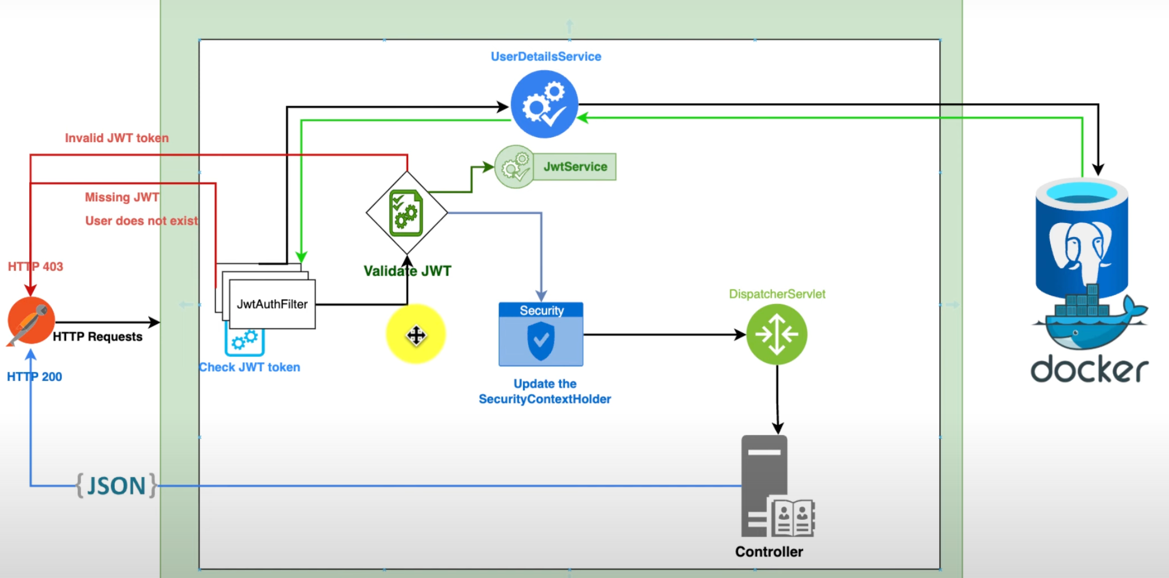 UserDetailsService
Invalid JWT token
JwtService
Missing JWT
User does not exist
HTTP 403
Validate JWT
JwtAuthFilter
DispatcherServlet
Security
HTTP Requests
Check JWT token
HTTP 200
Update the
SecurityContextHolder
docker
{JSON}
Controller